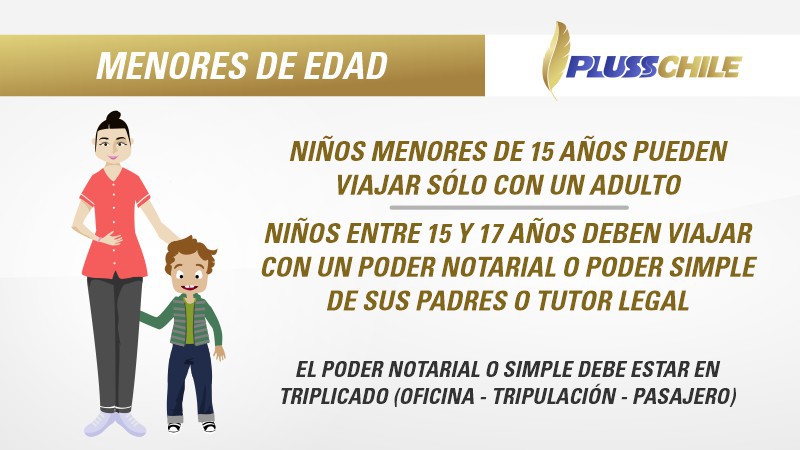 MENORES DE EDAD
PLUSSCHILE
NIÑOS MENORES DE 15 AÑOS PUEDEN
VIAJAR SÓLO CON UN ADULTO
NIÑOS ENTRE 15 Y 17 AÑOS DEBEN VIAJAR
CON UN PODER NOTARIAL O PODER SIMPLE
DE SUS PADRES O TUTOR LEGAL
EL PODER NOTARIAL O SIMPLE DEBE ESTAR EN
TRIPLICADO (OFICINA - TRIPULACIÓN - PASAJERO)